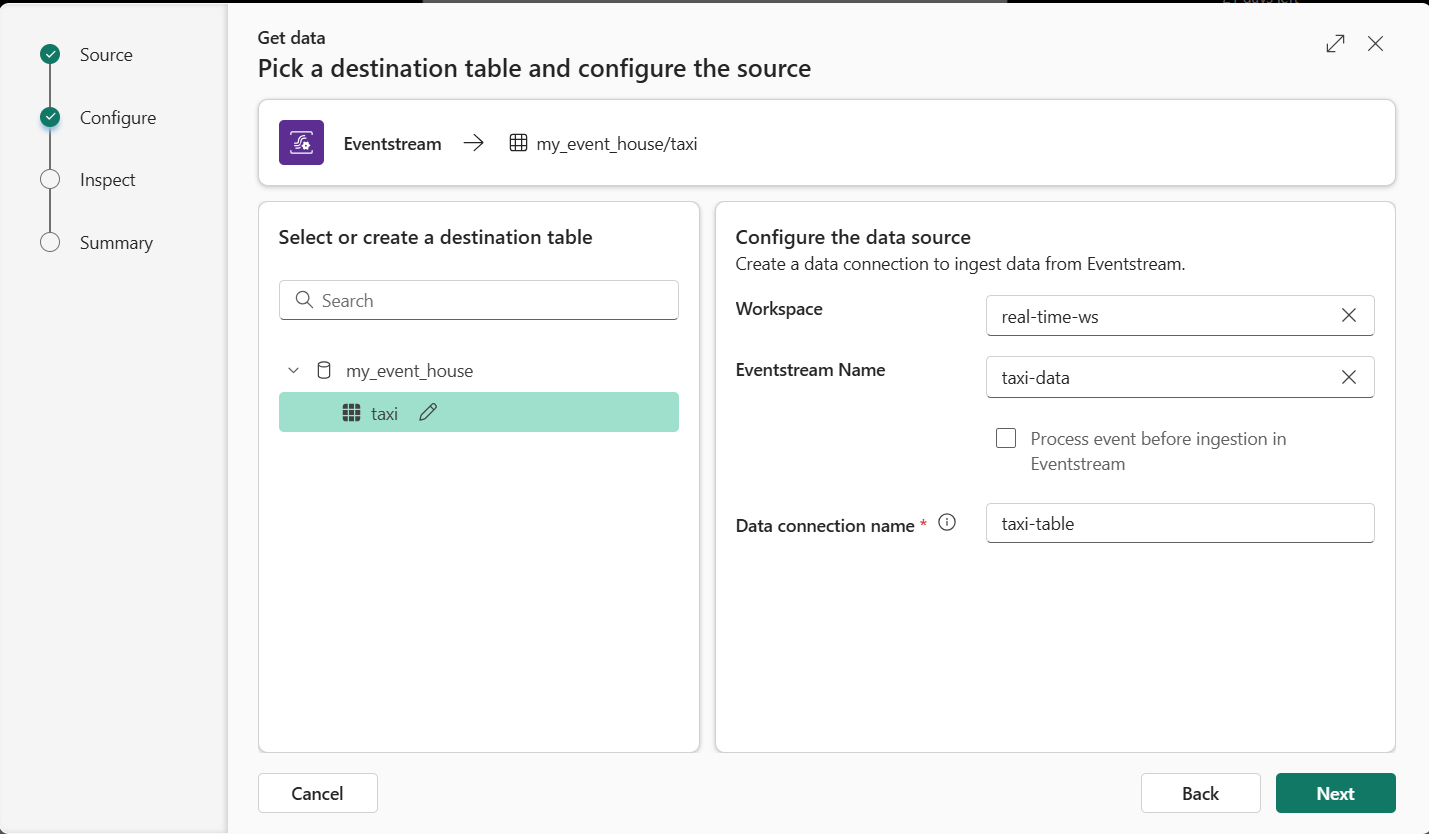 Source
Configure
Inspect
Summary
Get data
Pick a destination table and configure the source
Eventstream
my_event_house/taxi
Select or create a destination table
Search
my_event_house
taxi
Configure the data source
Create a data connection to ingest data from Eventstream.
Workspace
real-time-ws
Eventstream Name
taxi-data
Process event before ingestion in
Eventstream
Data connection name *
taxi-table
Cancel
Back
Next